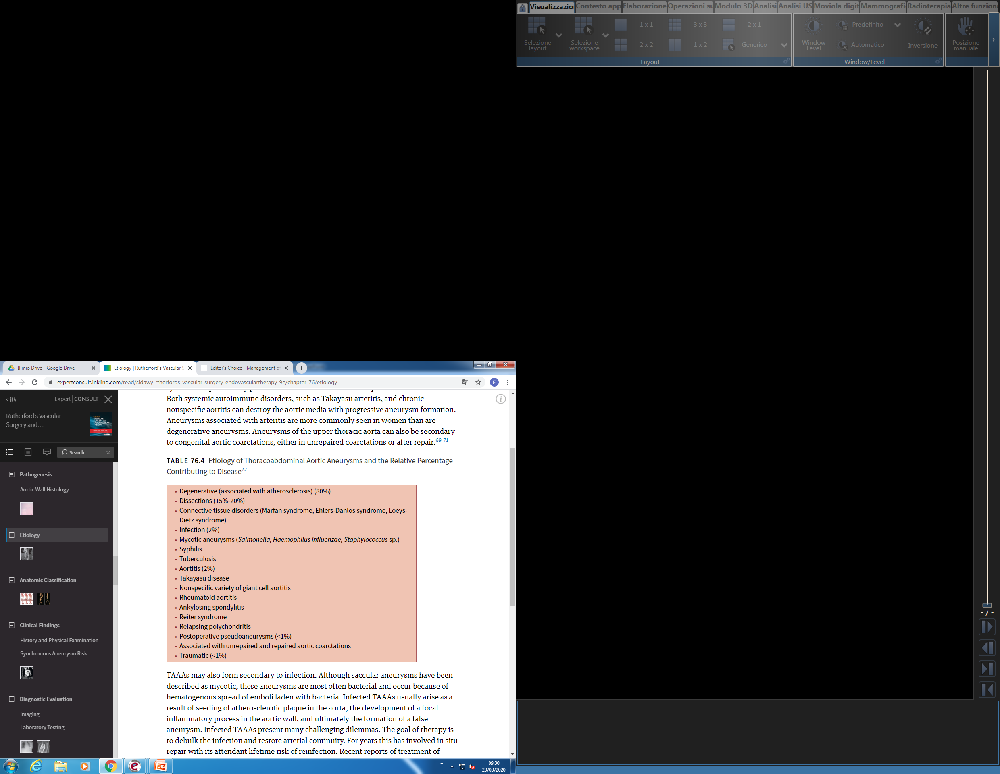 Visualizzazio
Contesto app
Elaborazione
Operazioni su
Modulo 3D
Analisi
Analisi US
Moviola digit
Mammografi
Radioterapia
Altre funzion
Selezione
layout
Selezione
workspace
1 x 1
3 x 3
2 x 1
2 x 2
1 x 2
Generico
Layout
Window
Level
Predefinito
Automatico
Inversione
Window/Level
Posizione
manuale
- / -
Il mio Drive - Google Drive
Etiology | Rutherford's Vascular S
Editor's Choice - Management of
expertconsult.inkling.com/read/sidawy-rtherfords-vascular-surgery-endovasculartherapy-9e/chapter-76/etiology
F
Expert CONSULT
Rutherford's Vascular
Surgery and...
Search
Pathogenesis
Aortic Wall Histology
Etiology
Anatomic Classification
Clinical Findings
History and Physical Examination
Synchronous Aneurysm Risk
Diagnostic Evaluation
Imaging
Laboratory Testing
Both systemic autoimmune disorders, such as Takayasu arteritis, and chronic
nonspecific aortitis can destroy the aortic media with progressive aneurysm formation.
Aneurysms associated with arteritis are more commonly seen in women than are
degenerative aneurysms. Aneurysms of the upper thoracic aorta can also be secondary
to congenital aortic coarctations, either in unrepaired coarctations or after repair.69-71
TABLE 76.4 Etiology of Thoracoabdominal Aortic Aneurysms and the Relative Percentage
Contributing to Disease72
• Degenerative (associated with atherosclerosis) (80%)
• Dissections (15%-20%)
• Connective tissue disorders (Marfan syndrome, Ehlers-Danlos syndrome, Loeys-
Dietz syndrome)
• Infection (2%)
• Mycotic aneurysms (Salmonella, Haemophilus influenzae, Staphylococcus sp.)
• Syphilis
• Tuberculosis
• Aortitis (2%)
• Takayasu disease
• Nonspecific variety of giant cell aortitis
• Rheumatoid aortitis
• Ankylosing spondylitis
• Reiter syndrome
• Relapsing polychondritis
• Postoperative pseudoaneurysms (<1%)
• Associated with unrepaired and repaired aortic coarctations
• Traumatic (<1%)
TAAAs may also form secondary to infection. Although saccular aneurysms have been
described as mycotic, these aneurysms are most often bacterial and occur because of
hematogenous spread of emboli laden with bacteria. Infected TAAAs usually arise as a
result of seeding of atherosclerotic plaque in the aorta, the development of a focal
inflammatory process in the aortic wall, and ultimately the formation of a false
aneurysm. Infected TAAAs present many challenging dilemmas. The goal of therapy is
to debulk the infection and restore arterial continuity. For years this has involved in situ
repair with its attendant lifetime risk of reinfection. Recent reports of treatment of
IT
09:30
23/03/2020